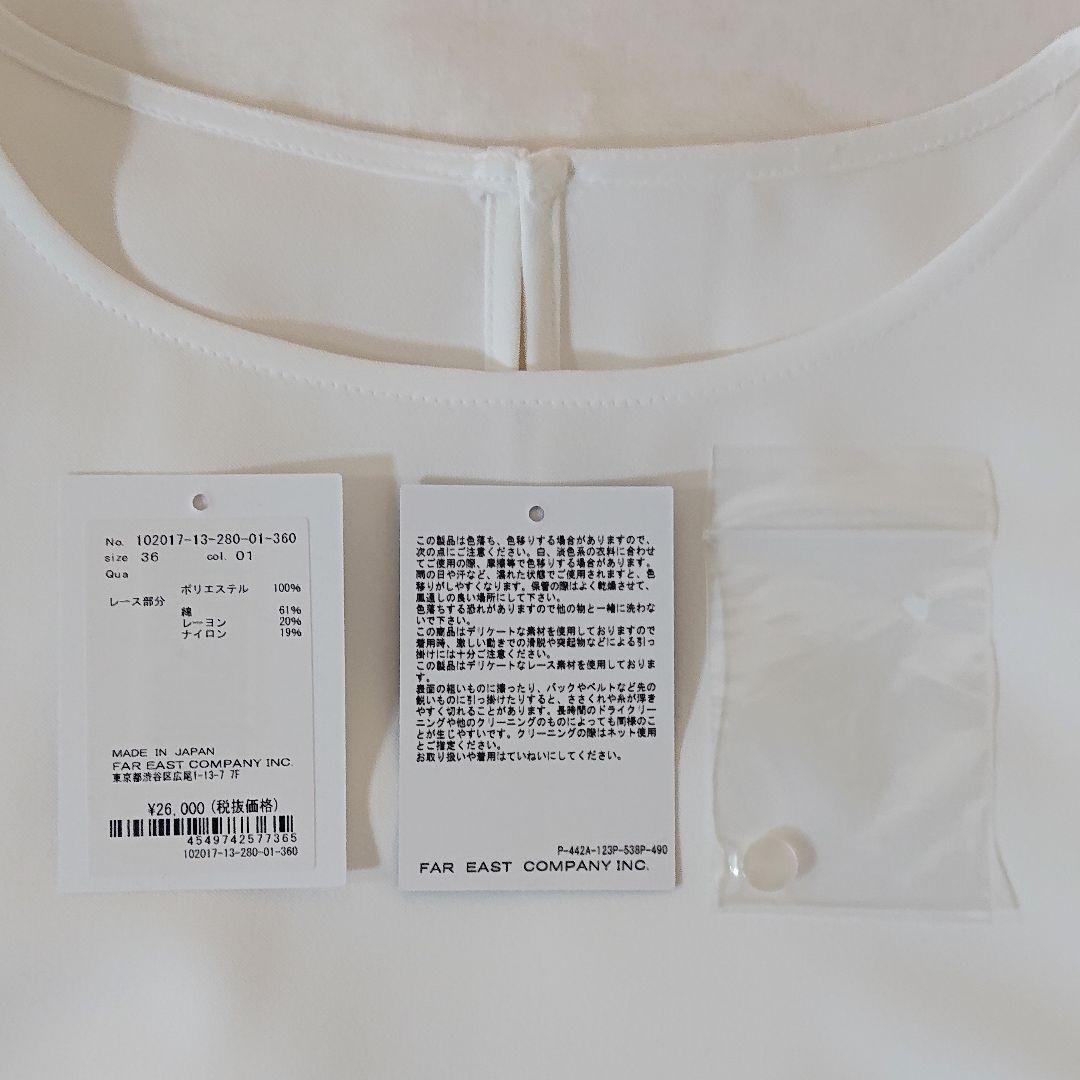 No. 102017-13-280-01-360
size 36 col. 01
Qua
ポリエステル 100%
レース部分
綿 61%
レーヨン 20%
ナイロン 19%
MADE IN JAPAN
FAR EAST COMPANY INC.
東京都渋谷区広尾1-13-7 7F
¥26,000(税抜価格)
4549742577365
102017-13-280-01-360
この製品は色落ち、色移りする場合がありますので、
次の点にご注意ください。白、淡色系の衣料に合わせ
てご使用の際、摩擦等で色移りする場合があります。
雨の日や汗など、濡れた状態でご使用されますと、色
移りがしやすくなります。保管の際はよく乾燥させて、
風通しの良い場所にして下さい。
色落ちする恐れがありますので他の物と一緒に洗わな
いで下さい。
この商品はデリケートな素材を使用しておりますので
着用時、激しい動きでの滑脱や突起物などによる引っ
掛けには十分ご注意ください。
この製品はデリケートなレース素材を使用しておりま
す。
表面の粗いものに擦ったり、バックやベルトなど先の
鋭いものに引っ掛けたりすると、ささくれや糸が浮き
やすく切れることがあります。長時間のドライクリー
ニングや他のクリーニングのものによっても同様のこ
とが生じやすいです。クリーニングの際はネット使用
とご指定ください。
お取り扱いや着用はていねいにしてください。
P-442A-123P-538P-490
FAR EAST COMPANY INC.